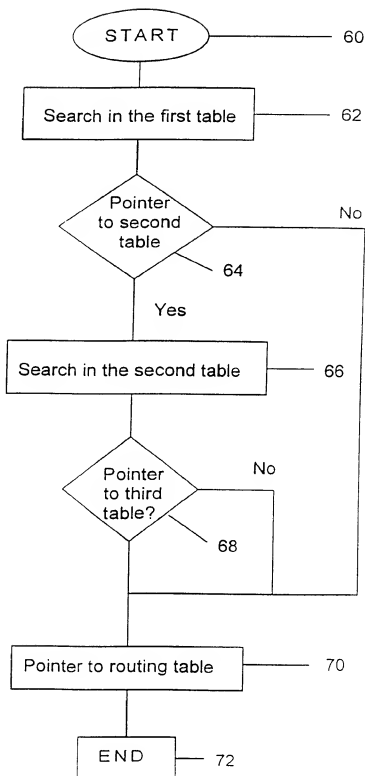 START
60
Search in the first table
62
Pointer
to second
table
No
64
Yes
Search in the second table
66
Pointer
to third
table?
No
68
Pointer to routing table
70
END
72